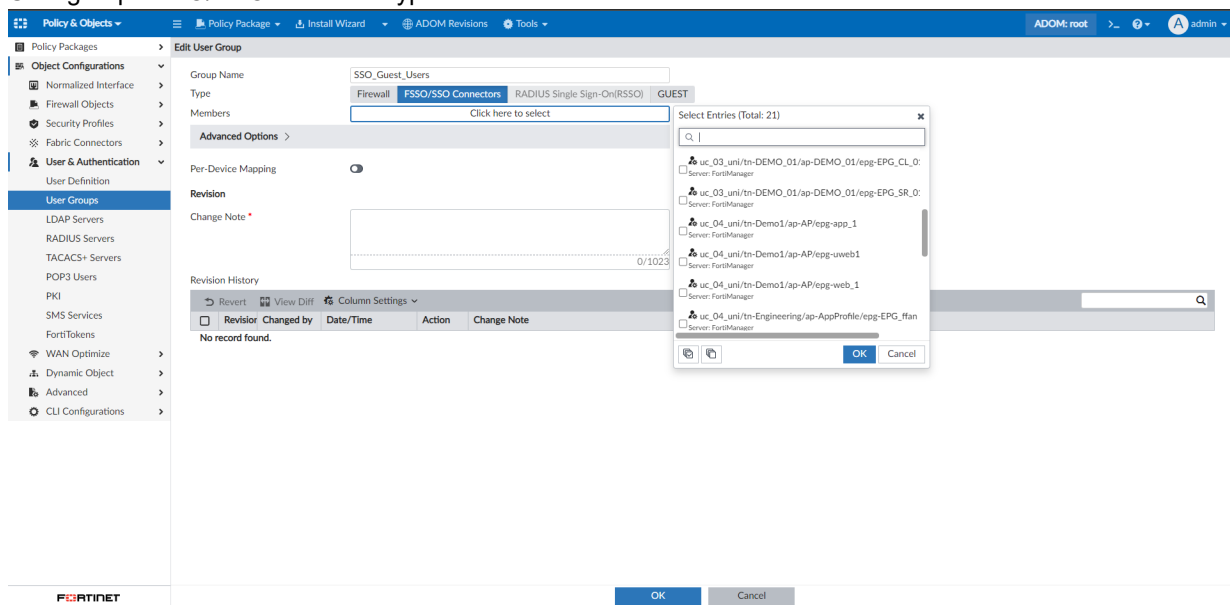 Policy & Objects
Policy Package
Install Wizard
ADOM Revisions
Tools
ADOM: root
A
admin
Policy Packages
Object Configurations
Normalized Interface
Firewall Objects
Security Profiles
Fabric Connectors
User & Authentication
User Definition
User Groups
LDAP Servers
RADIUS Servers
TACACS+ Servers
POP3 Users
PKI
SMS Services
FortiTokens
WAN Optimize
Dynamic Object
Advanced
CLI Configurations
FORTINET
Edit User Group
Group Name
SSO_Guest_Users
Type
Firewall
FSSO/SSO Connectors
RADIUS Single Sign-On(RSSO)
GUEST
Members
Click here to select
Advanced Options >
Per-Device Mapping
Revision
Change Note *
0/1023
Revision History
Revert
View Diff
Column Settings
Revision
Changed by
Date/Time
Action
Change Note
No record found.
Select Entries (Total: 21)
uc_03_uni/tn-DEMO_01/ap-DEMO_01/epg-EPG_CL_0
Server: FortiManager
uc_03_uni/tn-DEMO_01/ap-DEMO_01/epg-EPG_SR_0
Server: FortiManager
uc_04_uni/tn-Demo1/ap-AP/epg-app_1
Server: FortiManager
uc_04_uni/tn-Demo1/ap-AP/epg-uweb1
Server: FortiManager
uc_04_uni/tn-Demo1/ap-AP/epg-web_1
Server: FortiManager
uc_04_uni/tn-Engineering/ap-AppProfile/epg-EPG_ffan
Server: FortiManager
OK
Cancel
OK
Cancel